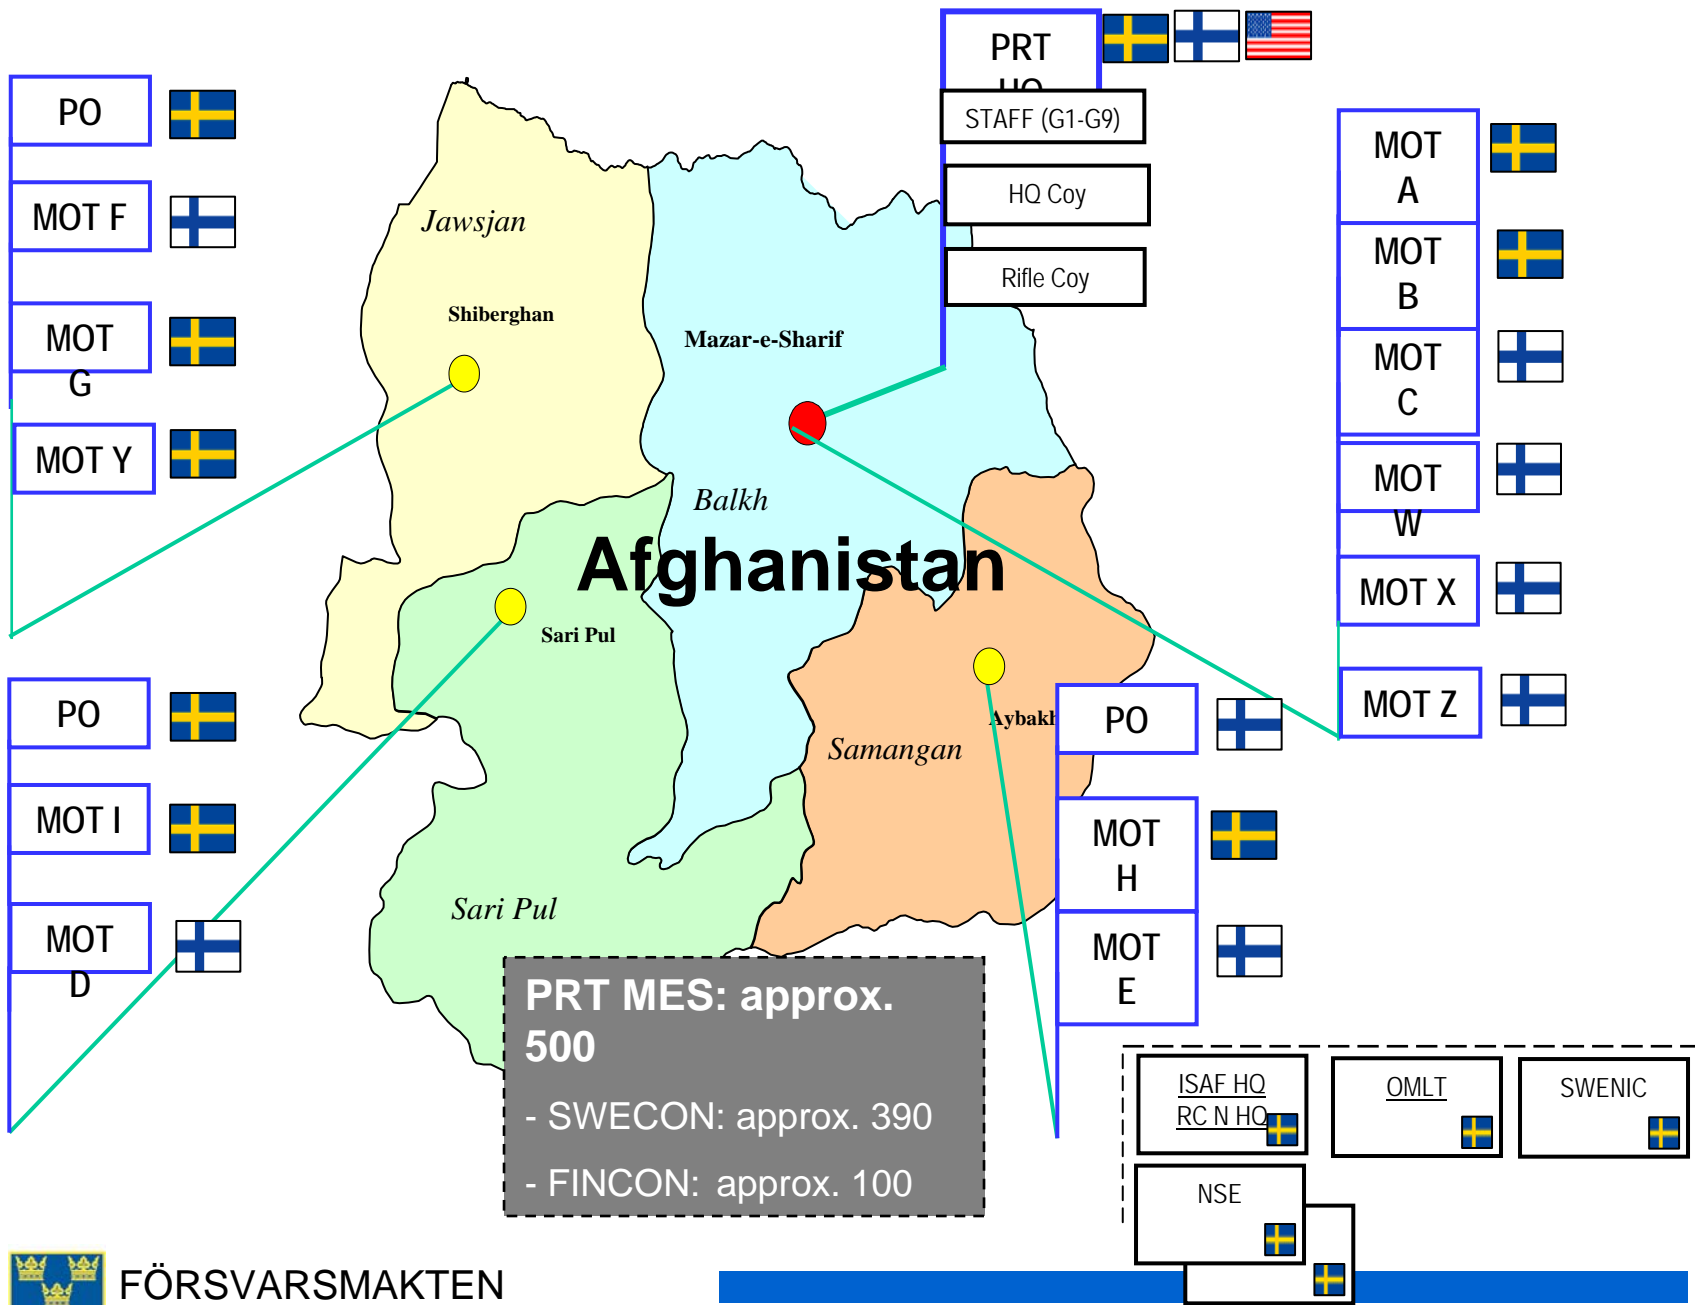 PRT
HQ
STAFF (G1-G9)
HQ Coy
Rifle Coy
PO
MOT F
MOT
G
MOT Y
MOT
A
MOT
B
MOT
C
MOT
W
MOT X
MOT Z
Jawsjan
Shiberghan
Mazar-e-Sharif
Balkh
Afghanistan
Sari Pul
Aybakh
Samangan
Sari Pul
PO
MOT I
MOT
D
PO
MOT
H
MOT
E
PRT MES: approx.
500
- SWECON: approx. 390
- FINCON: approx. 100
ISAF HQ
RC N HQ
OMLT
SWENIC
NSE
FÖRSVARSMAKTEN